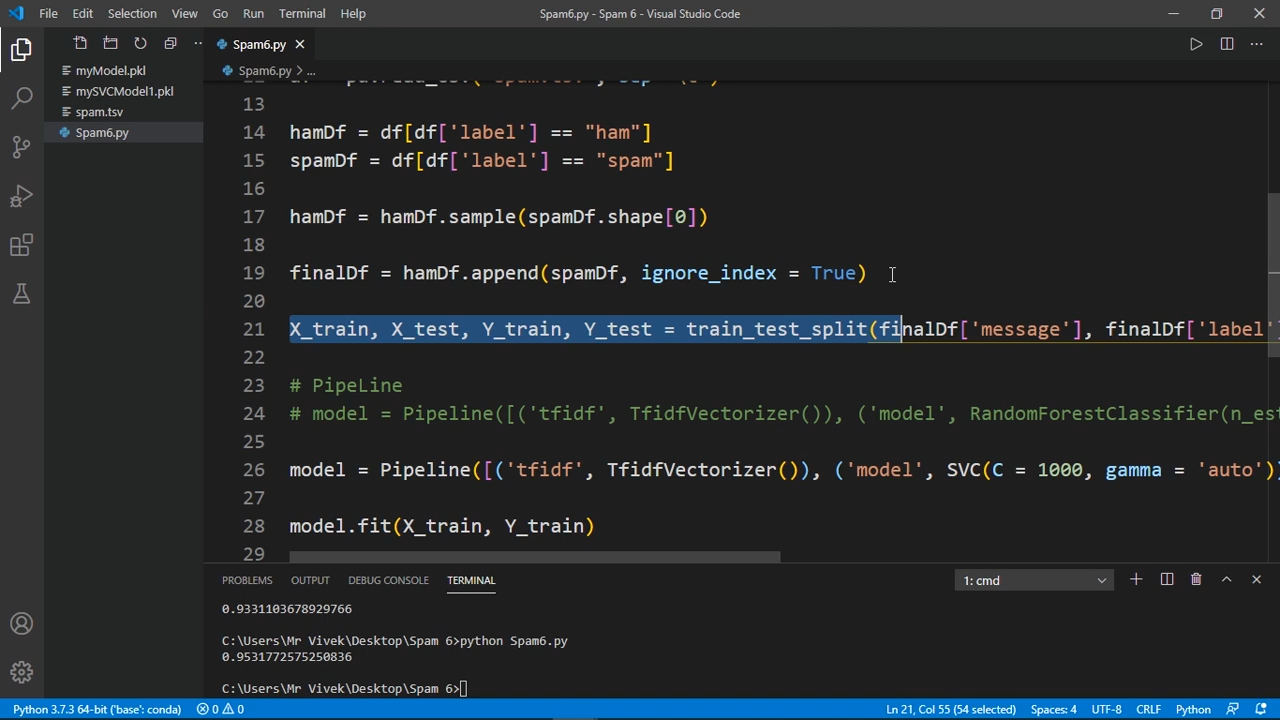 File Edit Selection View Go Run Terminal Help
Spam6.py - Spam 6 - Visual Studio Code
Spam6.py
Spam6.py > ...
myModel.pkl
mySVCModel1.pkl
spam.tsv
Spam6.py
13
14 hamDf = df[df['label'] == "ham"]
15 spamDf = df[df['label'] == "spam"]
16
17 hamDf = hamDf.sample(spamDf.shape[0])
18
19 finalDf = hamDf.append(spamDf, ignore_index = True)
20
21 X_train, X_test, Y_train, Y_test = train_test_split(finalDf['message'], finalDf['label'
22
23 # PipeLine
24 # model = Pipeline([('tfidf', TfidfVectorizer()), ('model', RandomForestClassifier(n_est
25
26 model = Pipeline([('tfidf', TfidfVectorizer()), ('model', SVC(C = 1000, gamma = 'auto')
27
28 model.fit(X_train, Y_train)
29
PROBLEMS OUTPUT DEBUG CONSOLE TERMINAL 1: cmd
0.9331103678929766
C:\Users\Mr Vivek\Desktop\Spam 6>python Spam6.py
0.9531772575250836
C:\Users\Mr Vivek\Desktop\Spam 6>
Python 3.7.3 64-bit ('base': conda) 0 0 Ln 21, Col 55 (54 selected) Spaces: 4 UTF-8 CRLF Python